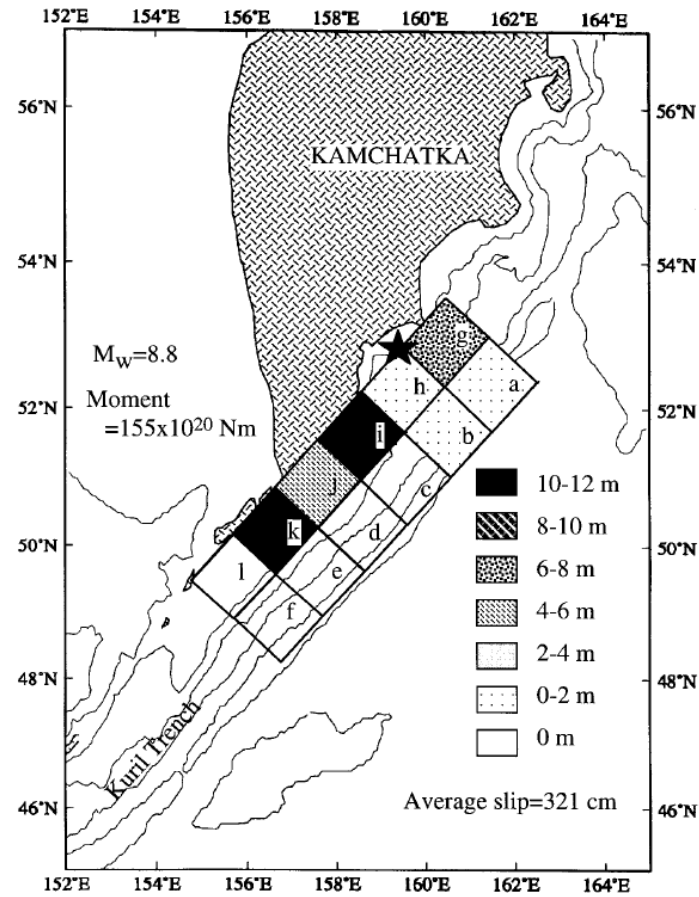 152°E 154°E 156°E 158°E 160°E 162°E 164°E
56°N 56°N
KAMCHATKA
54°N 54°N
g
M_W=8.8
h a
Moment
52°N 52°N
=155x10²⁰ Nm
i b
j c 10-12 m
k d 8-10 m
50°N 50°N
l e 6-8 m
f 4-6 m
48°N 2-4 m 48°N
0-2 m
Kuril Trench
0 m
46°N Average slip=321 cm 46°N
152°E 154°E 156°E 158°E 160°E 162°E 164°E